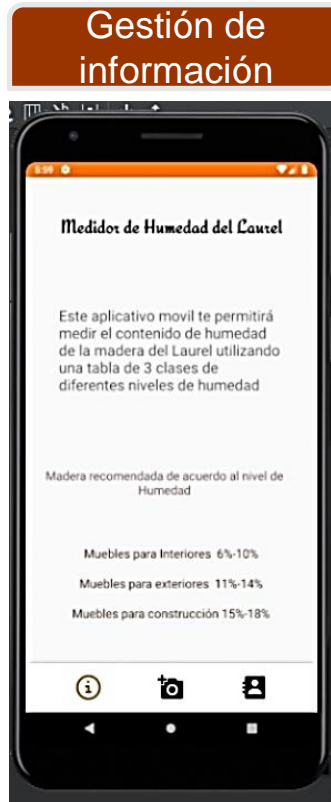 Gestión de
información
5:59
Medidor de Humedad del Laurel
Este aplicativo movil te permitirá
medir el contenido de humedad
de la madera del Laurel utilizando
una tabla de 3 clases de
diferentes niveles de humedad
Madera recomendada de acuerdo al nivel de
Humedad
Muebles para Interiores 6%-10%
Muebles para exteriores 11%-14%
Muebles para construcción 15%-18%